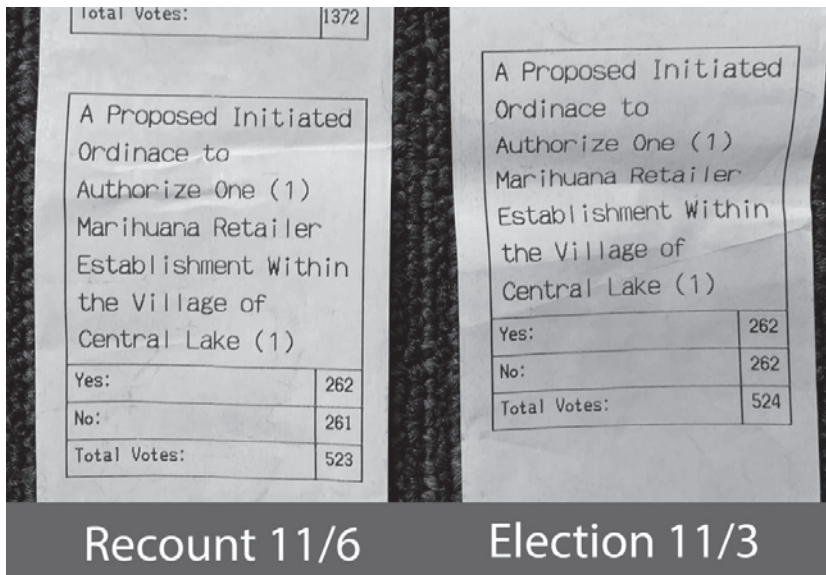 Total Votes: 1372
A Proposed Initiated
Ordinace to
Authorize One (1)
Marihuana Retailer
Establishment Within
the Village of
Central Lake (1)
Yes: 262
No: 261
Total Votes: 523
Recount 11/6
A Proposed Initiated
Ordinace to
Authorize One (1)
Marihuana Retailer
Establishment Within
the Village of
Central Lake (1)
Yes: 262
No: 262
Total Votes: 524
Election 11/3